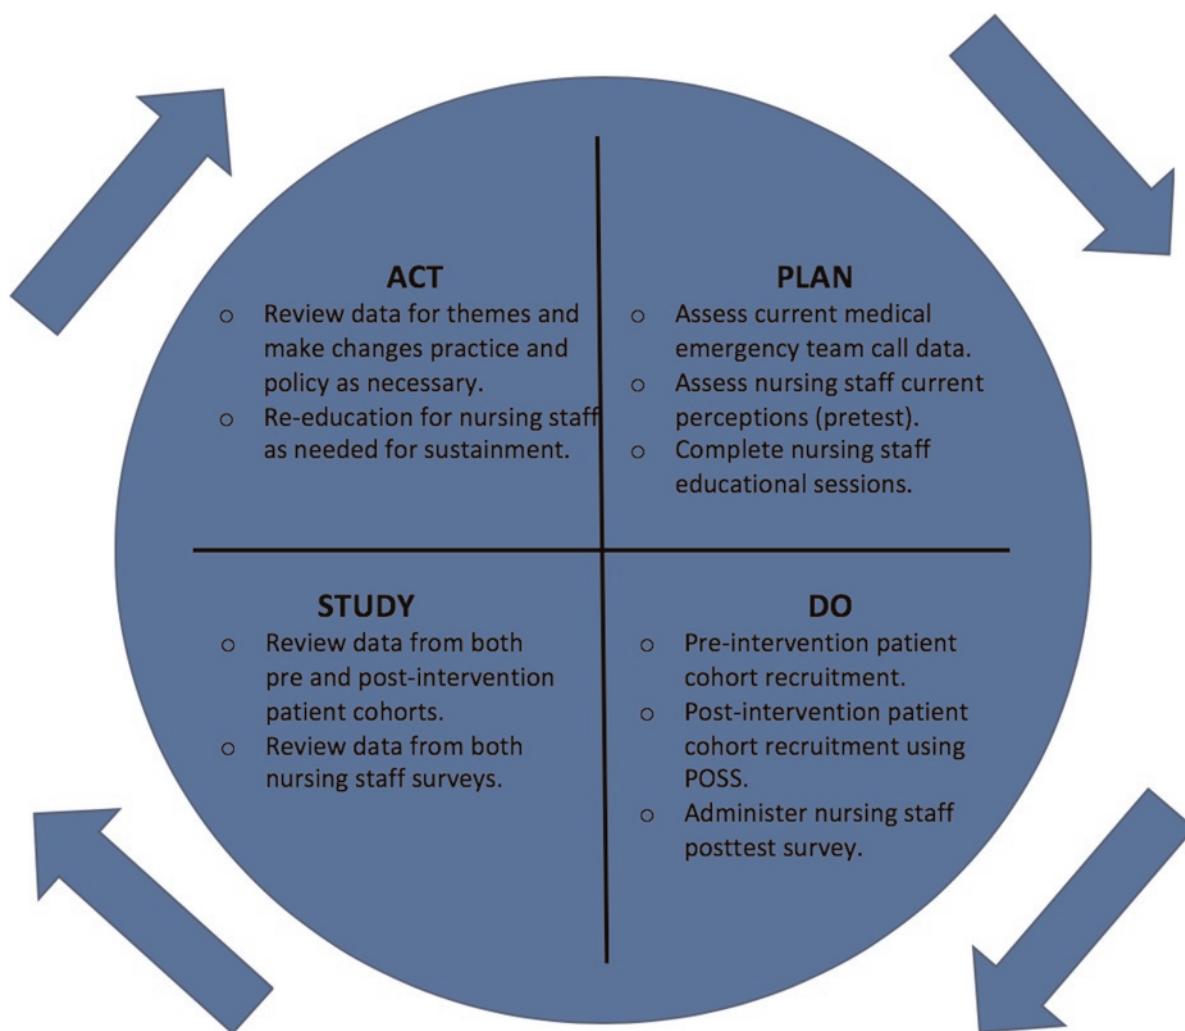 ACT
○ Review data for themes and
make changes practice and
policy as necessary.
○ Re-education for nursing staff
as needed for sustainment.
PLAN
○ Assess current medical
emergency team call data.
○ Assess nursing staff current
perceptions (pretest).
○ Complete nursing staff
educational sessions.
STUDY
○ Review data from both
pre and post-intervention
patient cohorts.
○ Review data from both
nursing staff surveys.
DO
○ Pre-intervention patient
cohort recruitment.
○ Post-intervention patient
cohort recruitment using
POSS.
○ Administer nursing staff
posttest survey.